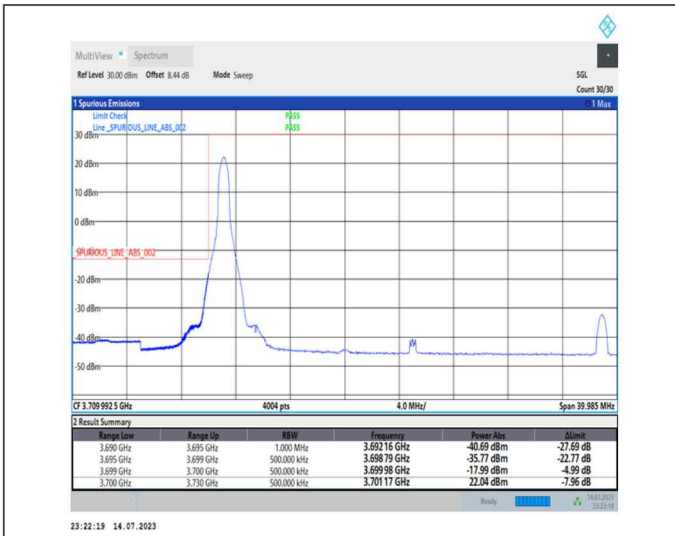 MultiView Spectrum
Ref Level 30.00 dBm Offset 8.44 dB Mode Sweep SGL
Count 30/30
1 Spurious Emissions 1 Max
Limit Check PASS
Line _SPURIOUS_LINE_ABS_002 PASS
30 dBm
20 dBm
10 dBm
0 dBm
-10 dBm
_SPURIOUS_LINE_ABS_002
-20 dBm
-30 dBm
-40 dBm
-50 dBm
CF 3.709 992 5 GHz 4004 pts 4.0 MHz/ Span 39.985 MHz
2 Result Summary
Range Low Range Up RBW Frequency Power Abs ΔLimit
3.690 GHz 3.695 GHz 1.000 MHz 3.692 16 GHz -40.69 dBm -27.69 dB
3.695 GHz 3.699 GHz 500.000 kHz 3.698 79 GHz -35.77 dBm -22.77 dB
3.699 GHz 3.700 GHz 500.000 kHz 3.699 98 GHz -17.99 dBm -4.99 dB
3.700 GHz 3.730 GHz 500.000 kHz 3.701 17 GHz 22.04 dBm -7.96 dB
Ready 14.07.2023
23:22:18
23:22:19 14.07.2023